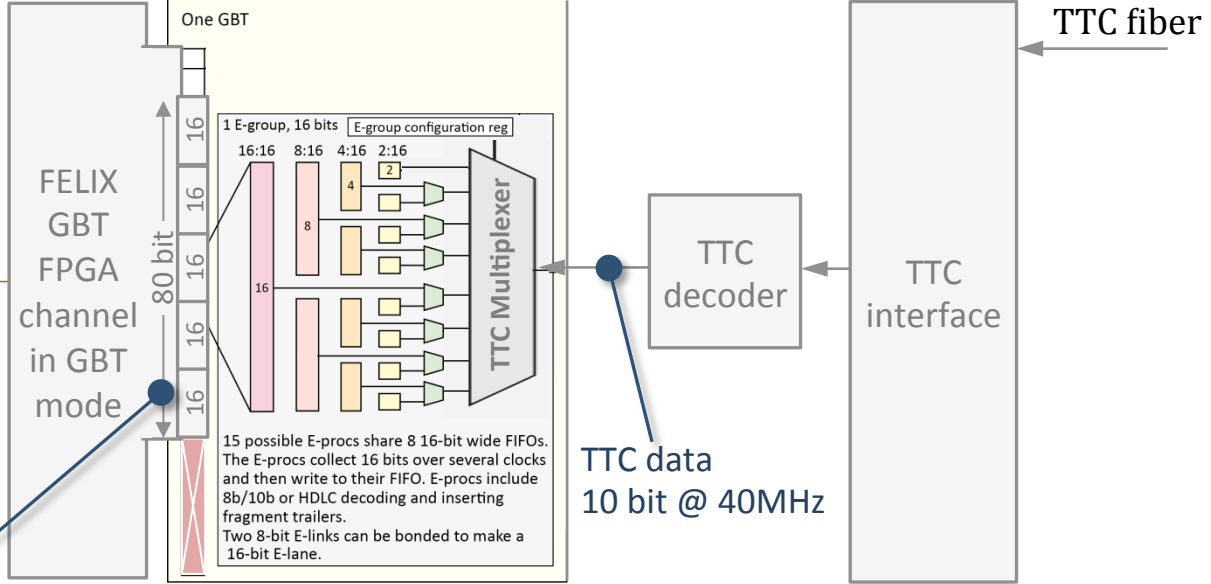 One GBT
TTC fiber
FELIX
GBT
FPGA
channel
in GBT
mode
80 bit
16
16
16
16
16
1 E-group, 16 bits
E-group configuration reg
16:16 8:16 4:16 2:16
2
4
8
16
TTC Multiplexer
15 possible E-procs share 8 16-bit wide FIFOs.
The E-procs collect 16 bits over several clocks
and then write to their FIFO. E-procs include
8b/10b or HDLC decoding and inserting
fragment trailers.
Two 8-bit E-links can be bonded to make a
16-bit E-lane.
TTC
decoder
TTC data
10 bit @ 40MHz
TTC
interface